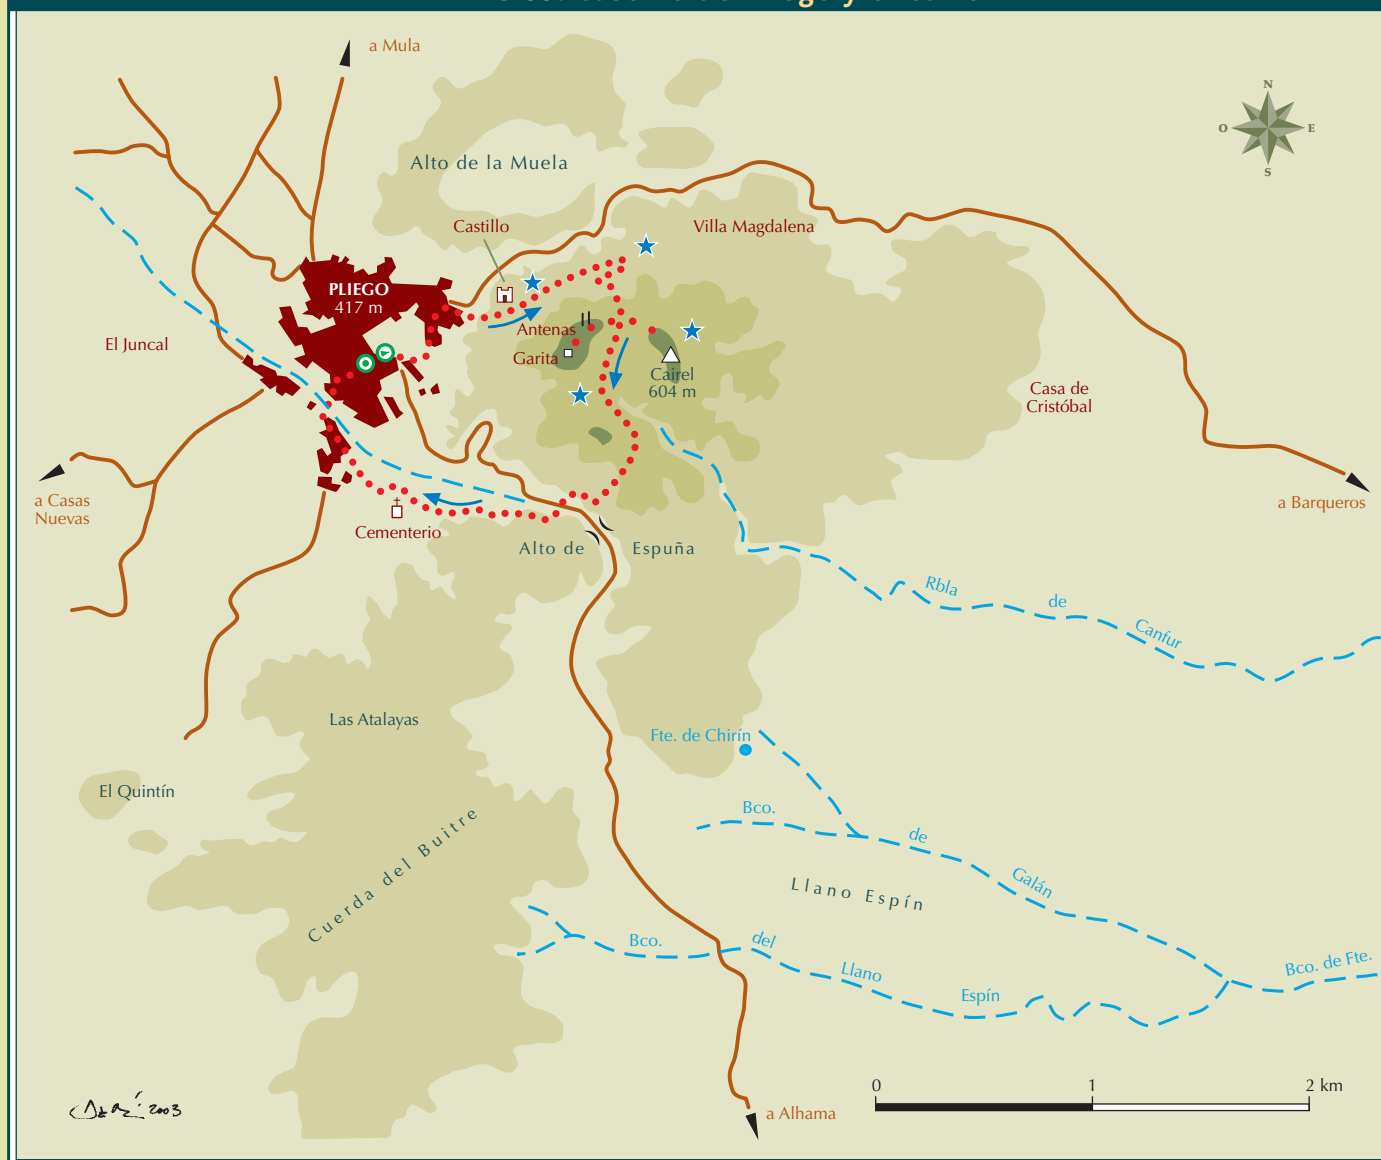 a Mula
N
O
E
S
Alto de la Muela
Castillo
Villa Magdalena
PLIEGO
417 m
Antenas
El Juncal
Garita
Cairel
604 m
Casa de
Cristóbal
a Casas
Nuevas
a Barqueros
Cementerio
Alto de
Espuña
Rbla
de
Canfur
Las Atalayas
Fte. de Chirín
El Quintín
Bco.
de
Galán
Cuerda del Buitre
Llano Espín
Bco.
del
Llano
Espín
Bco. de Fte.
0
1
2 km
a Alhama
2003